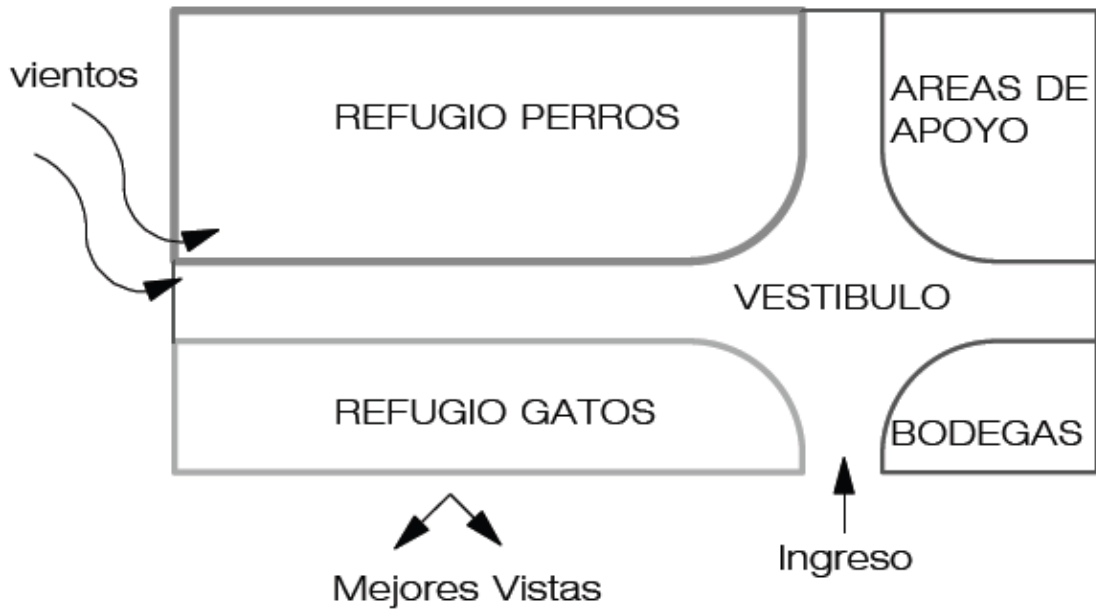 vientos
REFUGIO PERROS
AREAS DE
APOYO
VESTIBULO
REFUGIO GATOS
BODEGAS
Ingreso
Mejores Vistas